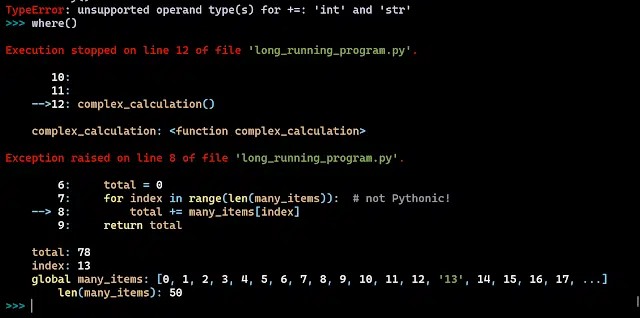 TypeError: unsupported operand type(s) for +=: 'int' and 'str'
>>> where()
Execution stopped on line 12 of file 'long_running_program.py'.
10:
11:
-->12: complex_calculation()
complex_calculation: <function complex_calculation>
Exception raised on line 8 of file 'long_running_program.py'.
6:     total = 0
7:     for index in range(len(many_items)):  # not Pythonic!
--> 8:         total += many_items[index]
9:     return total
total: 78
index: 13
global many_items: [0, 1, 2, 3, 4, 5, 6, 7, 8, 9, 10, 11, 12, '13', 14, 15, 16, 17, ...]
len(many_items): 50
>>>